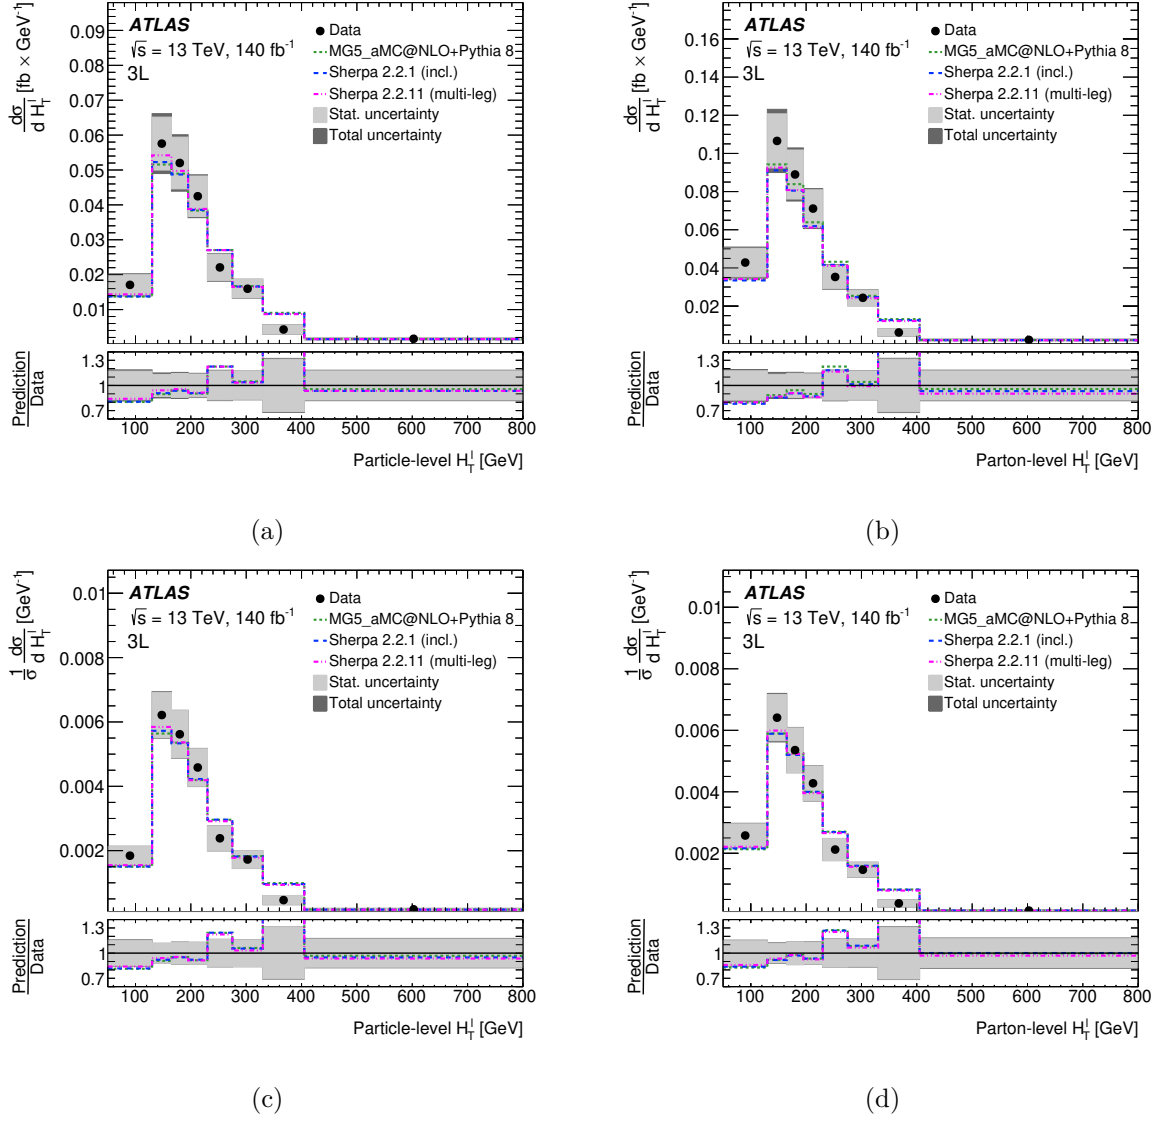 ATLAS
√s = 13 TeV, 140 fb⁻¹
3L
Data
MG5_aMC@NLO+Pythia 8
Sherpa 2.2.1 (incl.)
Sherpa 2.2.11 (multi-leg)
Stat. uncertainty
Total uncertainty
dσ/d H_T^l [fb × GeV⁻¹]
0.09
0.08
0.07
0.06
0.05
0.04
0.03
0.02
0.01
Prediction/Data
1.3
1
0.7
100 200 300 400 500 600 700 800
Particle-level H_T^l [GeV]
(a)
ATLAS
√s = 13 TeV, 140 fb⁻¹
3L
Data
MG5_aMC@NLO+Pythia 8
Sherpa 2.2.1 (incl.)
Sherpa 2.2.11 (multi-leg)
Stat. uncertainty
Total uncertainty
dσ/d H_T^l [fb × GeV⁻¹]
0.16
0.14
0.12
0.1
0.08
0.06
0.04
0.02
Prediction/Data
1.3
1
0.7
100 200 300 400 500 600 700 800
Parton-level H_T^l [GeV]
(b)
ATLAS
√s = 13 TeV, 140 fb⁻¹
3L
Data
MG5_aMC@NLO+Pythia 8
Sherpa 2.2.1 (incl.)
Sherpa 2.2.11 (multi-leg)
Stat. uncertainty
Total uncertainty
1/σ dσ/d H_T^l [GeV⁻¹]
0.01
0.008
0.006
0.004
0.002
Prediction/Data
1.3
1
0.7
100 200 300 400 500 600 700 800
Particle-level H_T^l [GeV]
(c)
ATLAS
√s = 13 TeV, 140 fb⁻¹
3L
Data
MG5_aMC@NLO+Pythia 8
Sherpa 2.2.1 (incl.)
Sherpa 2.2.11 (multi-leg)
Stat. uncertainty
Total uncertainty
1/σ dσ/d H_T^l [GeV⁻¹]
0.01
0.008
0.006
0.004
0.002
Prediction/Data
1.3
1
0.7
100 200 300 400 500 600 700 800
Parton-level H_T^l [GeV]
(d)